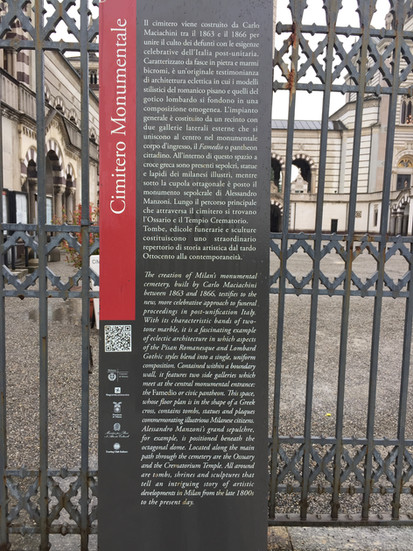 Cimitero Monumentale
Il cimitero viene costruito da Carlo
Maciachini tra il 1863 e il 1866 per
unire il culto dei defunti con le esigenze
celebrative dell'Italia post-unitaria.
Caratterizzato da fasce in pietra e marmi
bicromi, è un'originale testimonianza
di architettura eclettica in cui i modelli
stilistici del romanico pisano e quelli del
gotico lombardo si fondono in una
composizione omogenea. L'impianto
generale è costituito da un recinto con
due gallerie laterali esterne che si
uniscono al centro nel monumentale
corpo d'ingresso, il Famedio o pantheon
cittadino. All'interno di questo spazio a
croce greca sono presenti sepolcri, statue
e lapidi dei milanesi illustri, mentre
sotto la cupola ottagonale è posto il
monumento sepolcrale di Alessandro
Manzoni. Lungo il percorso principale
che attraversa il cimitero si trovano
l'Ossario e il Tempio Crematorio.
Tombe, edicole funerarie e sculture
costituiscono uno straordinario
repertorio di storia artistica dal tardo
Ottocento alla contemporaneità.
The creation of Milan's monumental
cemetery, built by Carlo Maciachini
between 1863 and 1866, testifies to the
new, more celebrative approach to funeral
proceedings in post-unification Italy.
With its characteristic bands of two-
tone marble, it is a fascinating example
of eclectic architecture in which aspects
of the Pisan Romanesque and Lombard
Gothic styles blend into a single, uniform
composition. Contained within a boundary
wall, it features two side galleries which
meet at the central monumental entrance:
the Famedio or civic pantheon. This space,
whose floor plan is in the shape of a Greek
cross, contains tombs, statues and plaques
commemorating illustrious Milanese citizens.
Alessandro Manzoni's grand sepulchre,
for example, is positioned beneath the
octagonal dome. Located along the main
path through the cemetery are the Ossuary
and the Crematorium Temple. All around
are tombs, shrines and sculptures that
tell an intriguing story of artistic
developments in Milan from the late 1800s
to the present day.